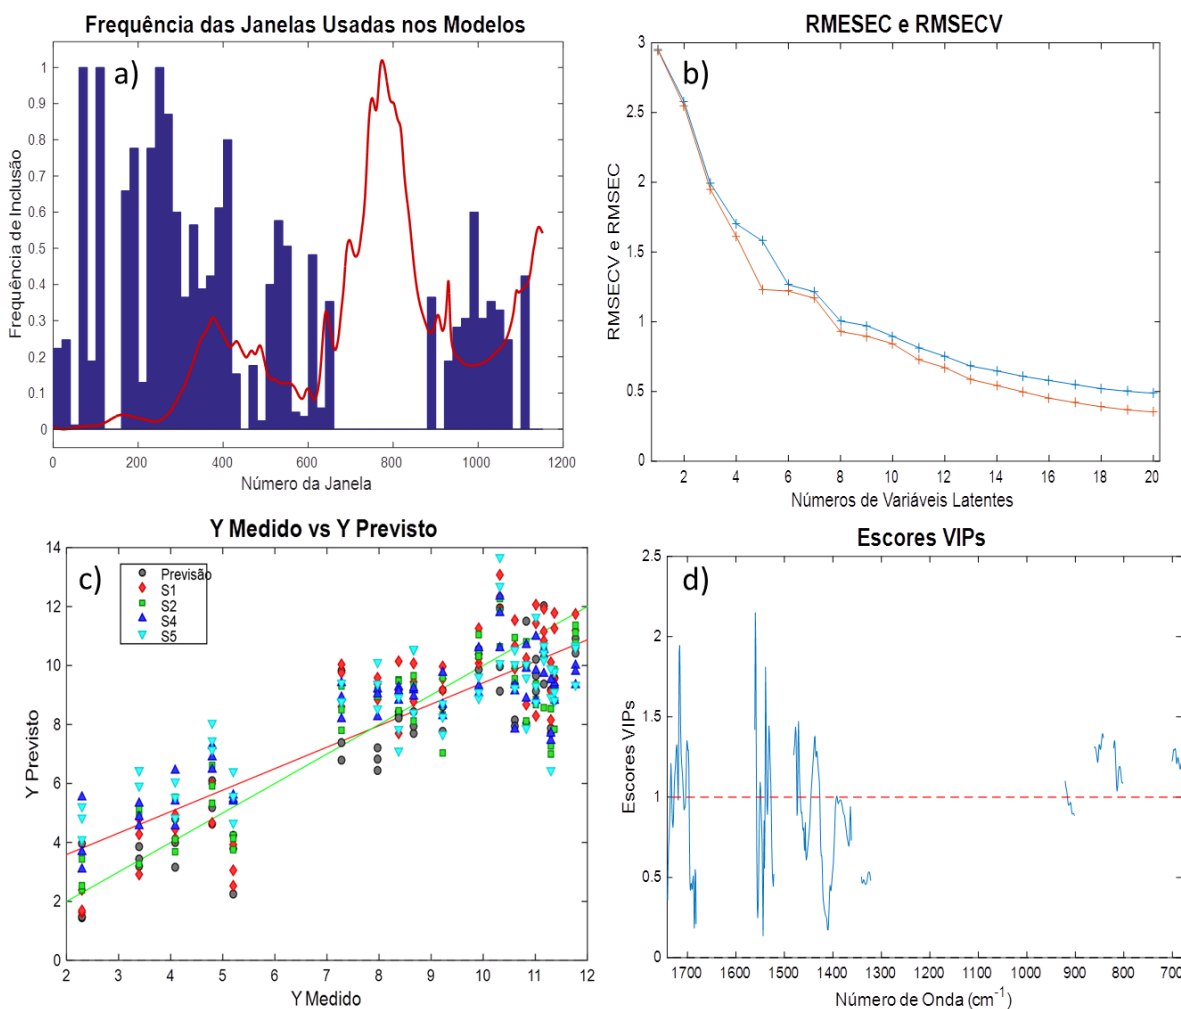 Frequência das Janelas Usadas nos Modelos
a)
Frequência de Inclusão
1
0.9
0.8
0.7
0.6
0.5
0.4
0.3
0.2
0.1
0
0 200 400 600 800 1000 1200
Número da Janela
RMESEC e RMSECV
b)
RMSECV e RMSEC
3
2.5
2
1.5
1
0.5
0
2 4 6 8 10 12 14 16 18 20
Números de Variáveis Latentes
Y Medido vs Y Previsto
c)
Previsão
S1
S2
S4
S5
Y Previsto
14
12
10
8
6
4
2
0
2 3 4 5 6 7 8 9 10 11 12
Y Medido
Escores VIPs
d)
Escores VIPs
2.5
2
1.5
1
0.5
0
1700 1600 1500 1400 1300 1200 1100 1000 900 800 700
Número de Onda (cm⁻¹)